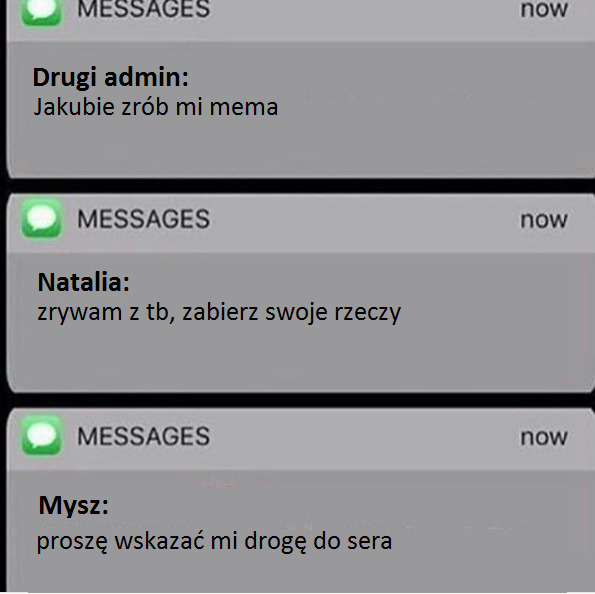 MESSAGES now
Drugi admin:
Jakubie zrób mi mema
MESSAGES now
Natalia:
zrywam z tb, zabierz swoje rzeczy
MESSAGES now
Mysz:
proszę wskazać mi drogę do sera